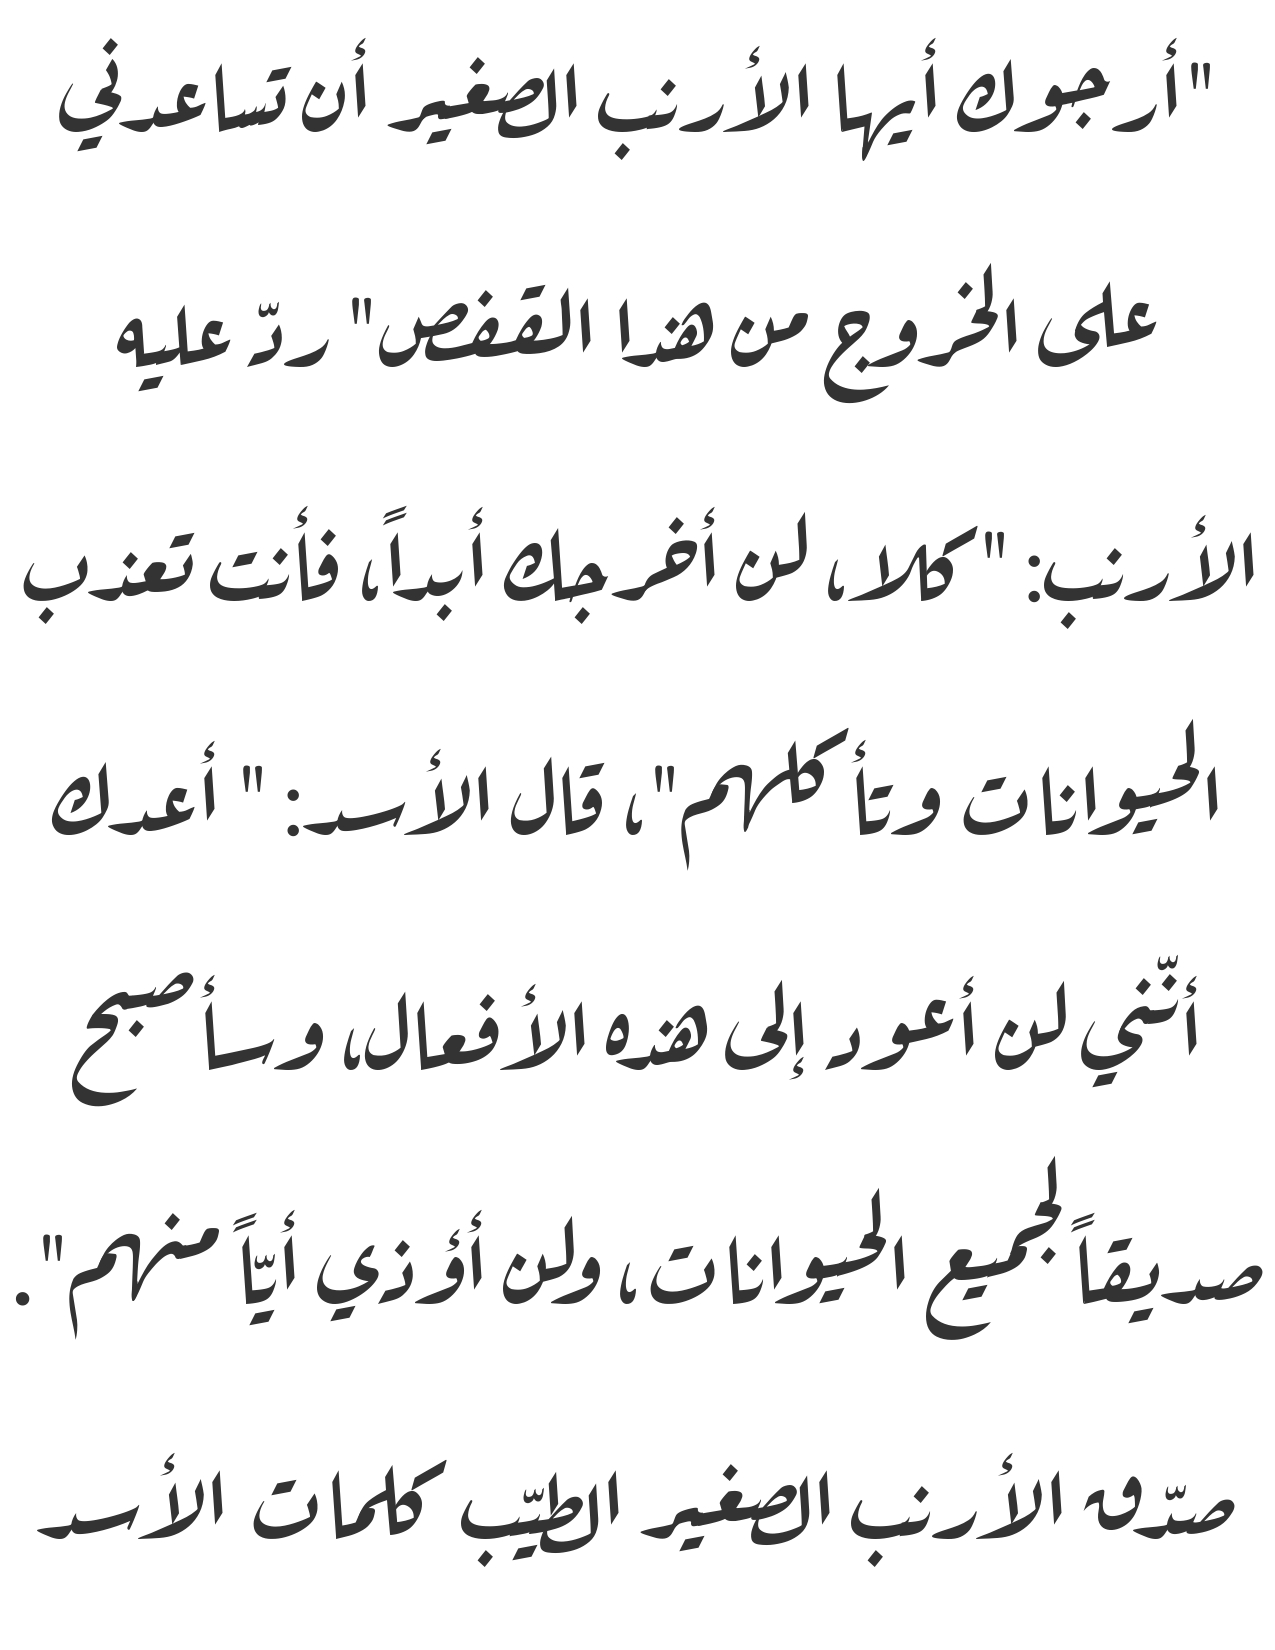 "أرجوك أيها الأرنب الصغير أن تساعدني
على الخروج من هذا القفص" ردّ عليه
الأرنب: "كلا، لن أخرجك أبداً، فأنت تعذب
الحيوانات وتأكلهم"، قال الأسد: " أعدك
أنّني لن أعود إلى هذه الأفعال، وسأصبح
صديقاً لجميع الحيوانات، ولن أؤذي أيّاً منهم".
صدّق الأرنب الصغير الطيّب كلمات الأسد